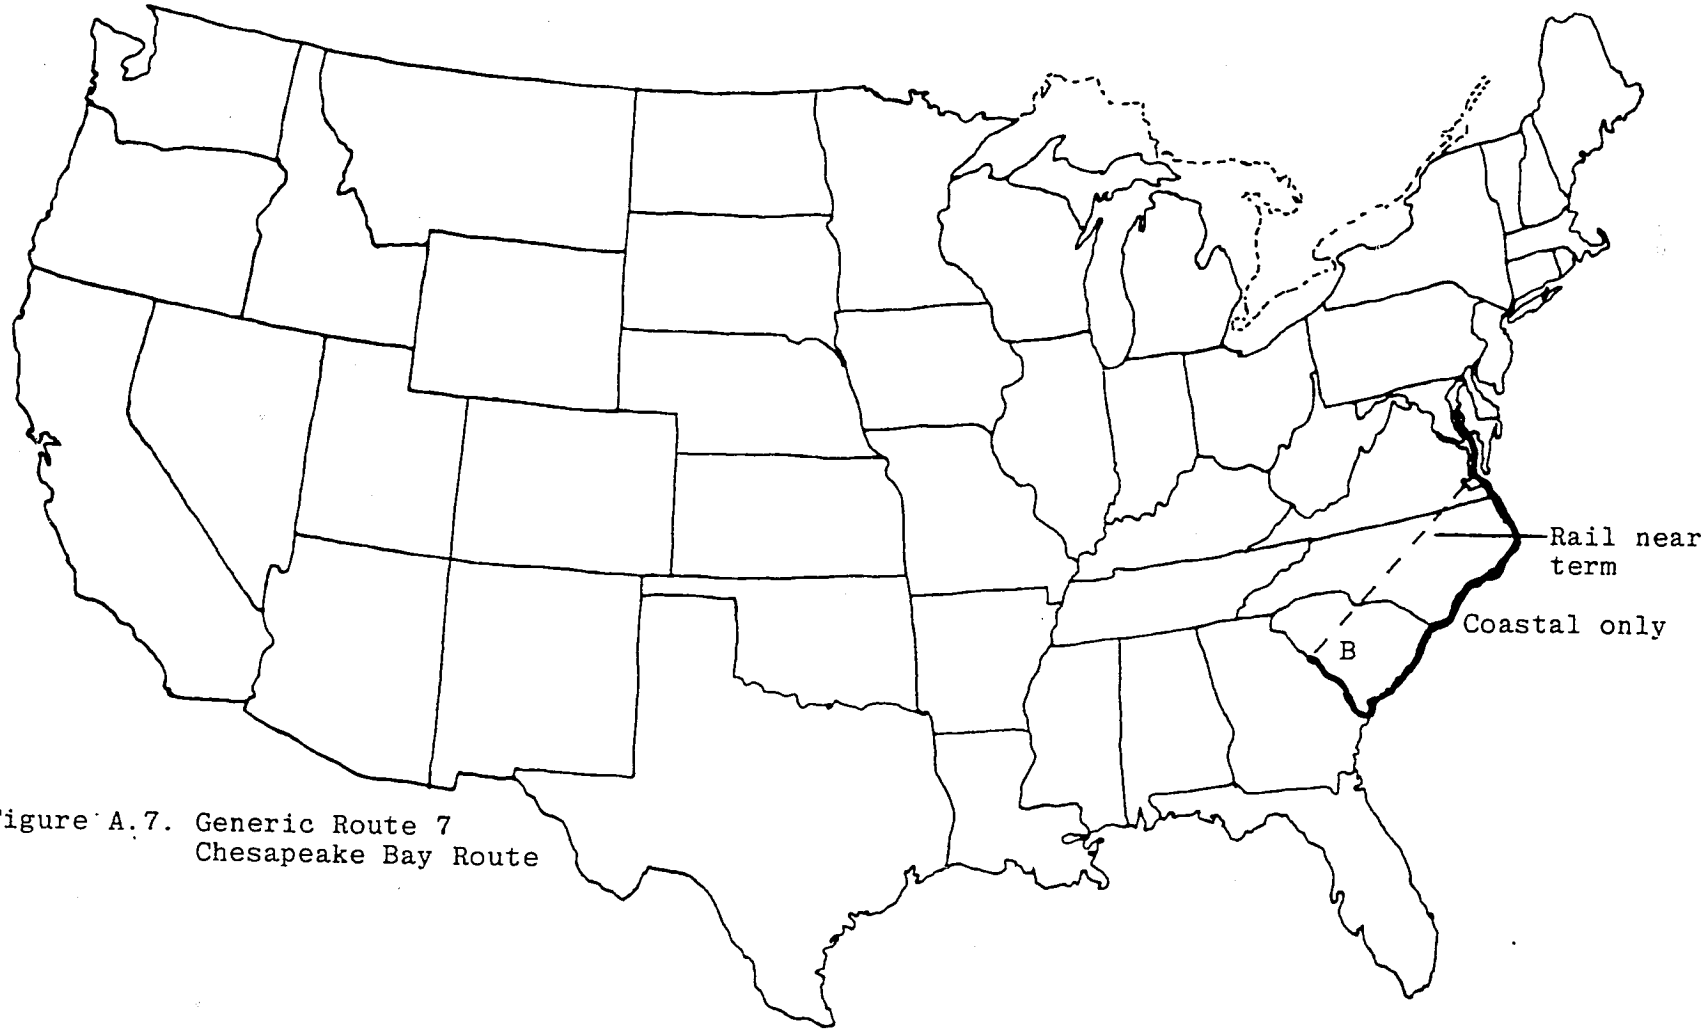 Rail near
term
Coastal only
B
igure A.7. Generic Route 7
Chesapeake Bay Route